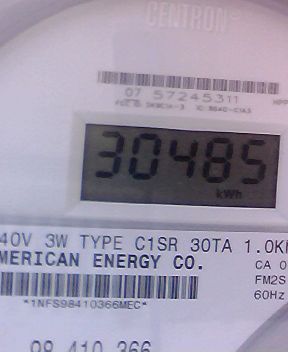 CENTRON®
07 57245311
30485
kWh
40V 3W TYPE C1SR 30TA 1.0K
MERICAN ENERGY CO.
CA 0
FM2S
60Hz
*1NFS98410366MEC*
98 410 366